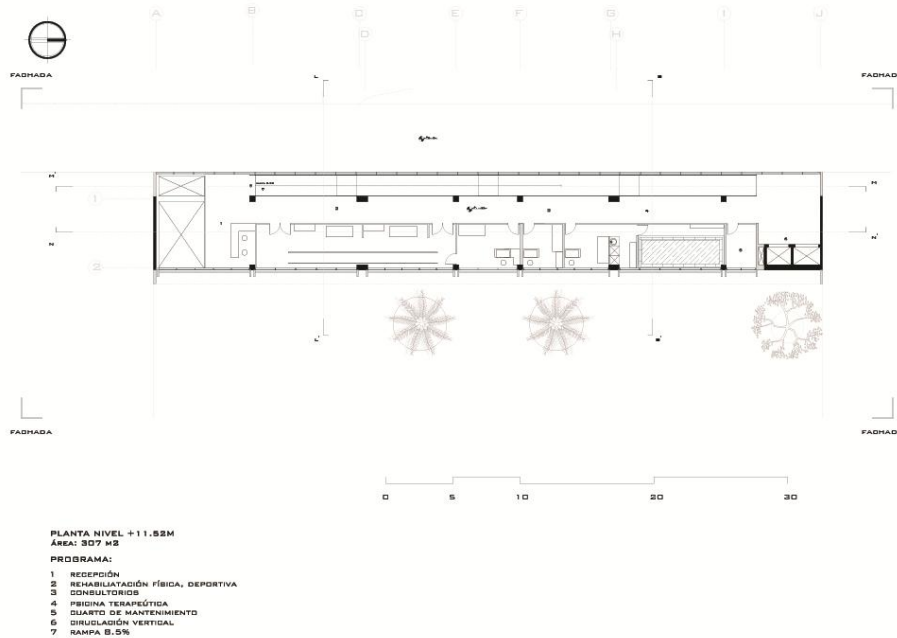 A B C E F G I J
D H
FACHADA FACHAD
M' M
1
N N'
2
FACHADA FACHAD
0 5 10 20 30
PLANTA NIVEL +11.52M
ÁREA: 307 M2
PROGRAMA:
1 RECEPCIÓN
2 REHABILIATACIÓN FÍSICA, DEPORTIVA
3 CONSULTORIOS
4 PSICINA TERAPEÚTICA
5 CUARTO DE MANTENIMIENTO
6 CIRUCLACIÓN VERTICAL
7 RAMPA 8.5%